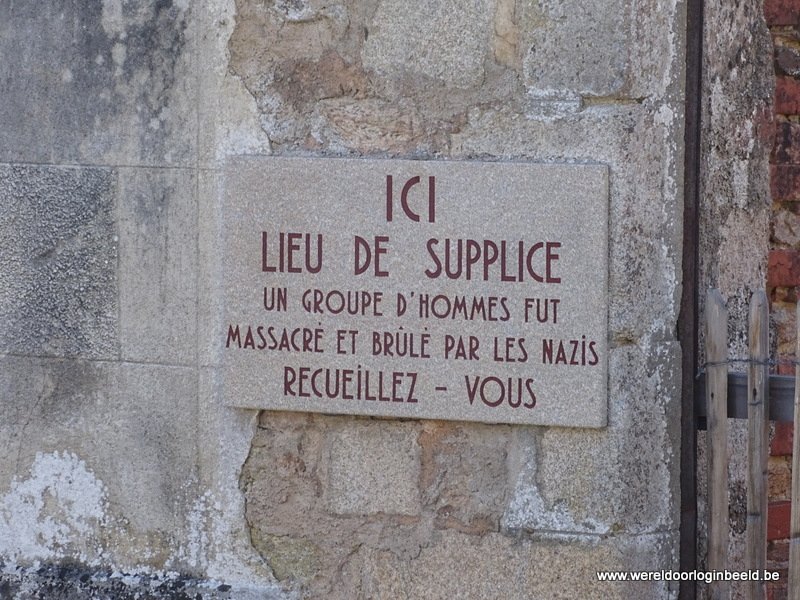 ICI
LIEU DE SUPPLICE
UN GROUPE D'HOMMES FUT
MASSACRÉ ET BRÛLÉ PAR LES NAZIS
RECUEILLEZ - VOUS
www.wereldoorloginbeeld.be